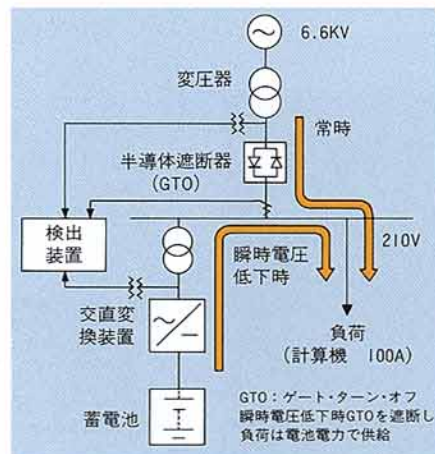 6.6KV
変圧器
常時
半導体遮断器
(GTO)
検出
装置
210V
瞬時電圧
低下時
交直変
換装置
負荷
(計算機 100A)
蓄電池
GTO:ゲート・ターン・オフ
瞬時電圧低下時GTOを遮断し
負荷は電池電力で供給